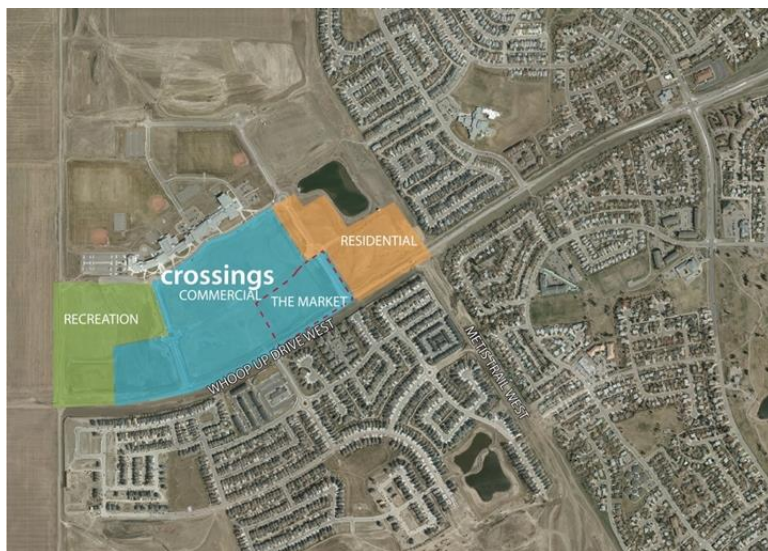 RESIDENTIAL
crossings
COMMERCIAL
THE MARKET
RECREATION
WHOOP UP DRIVE WEST
METIS TRAIL WEST